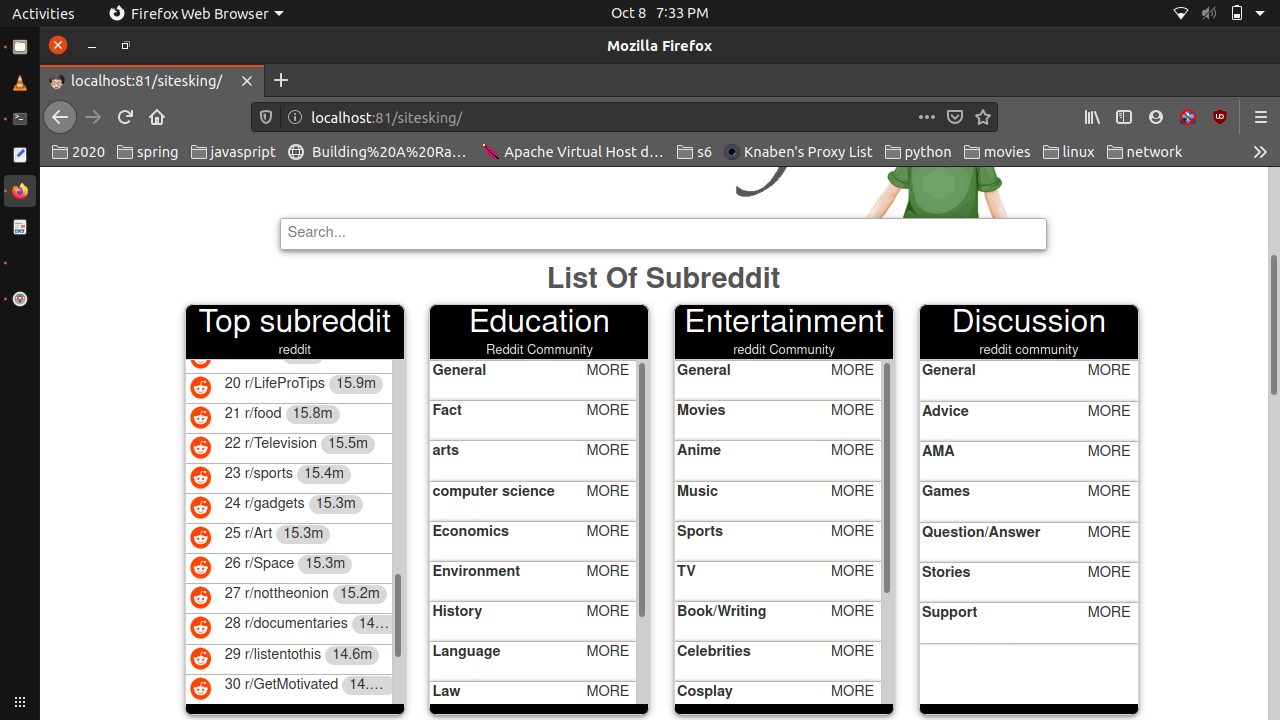 Activities Firefox Web Browser Oct 8 7:33 PM
Mozilla Firefox
localhost:81/sitesking/
localhost:81/sitesking/
2020 spring javasripct Building%20A%20Ra… Apache Virtual Host d… s6 Knaben's Proxy List python movies linux network
Search...
List Of Subreddit
Top subreddit
reddit
20 r/LifeProTips 15.9m
21 r/food 15.8m
22 r/Television 15.5m
23 r/sports 15.4m
24 r/gadgets 15.3m
25 r/Art 15.3m
26 r/Space 15.3m
27 r/nottheonion 15.2m
28 r/documentaries 14…
29 r/listentothis 14.6m
30 r/GetMotivated 14.…
Education
Reddit Community
General MORE
Fact MORE
arts MORE
computer science MORE
Economics MORE
Environment MORE
History MORE
Language MORE
Law MORE
Entertainment
reddit Community
General MORE
Movies MORE
Anime MORE
Music MORE
Sports MORE
TV MORE
Book/Writing MORE
Celebrities MORE
Cosplay MORE
Discussion
reddit community
General MORE
Advice MORE
AMA MORE
Games MORE
Question/Answer MORE
Stories MORE
Support MORE